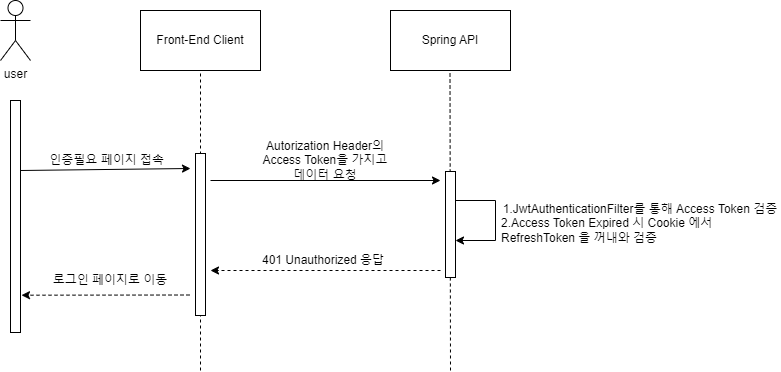 user
Front-End Client
Spring API
인증필요 페이지 접속
Autorization Header의
Access Token을 가지고
데이터 요청
1.JwtAuthenticationFilter를 통해 Access Token 검증
2.Access Token Expired 시 Cookie 에서
RefreshToken 을 꺼내와 검증
401 Unauthorized 응답
로그인 페이지로 이동